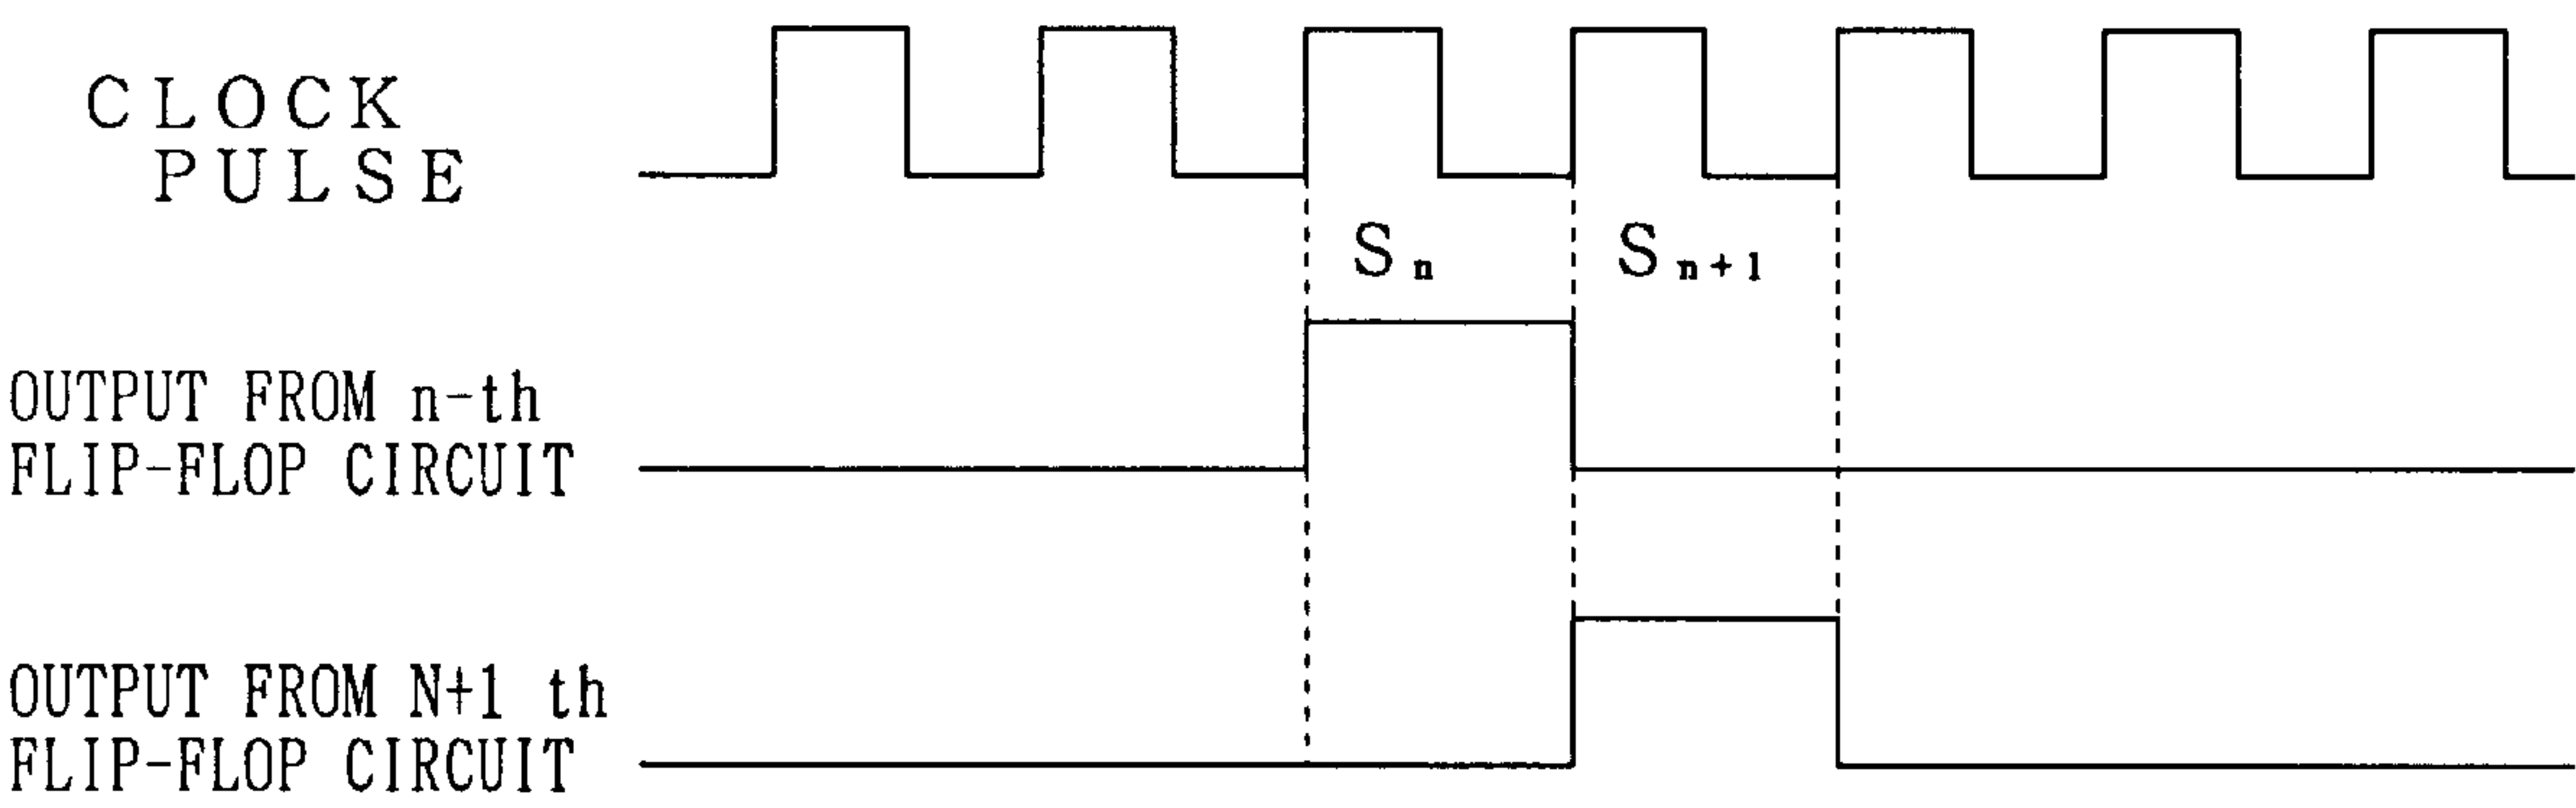 CLOCK
PULSE
Sn
Sn+1
OUTPUT FROM n-th
FLIP-FLOP CIRCUIT
OUTPUT FROM N+1 th
FLIP-FLOP CIRCUIT